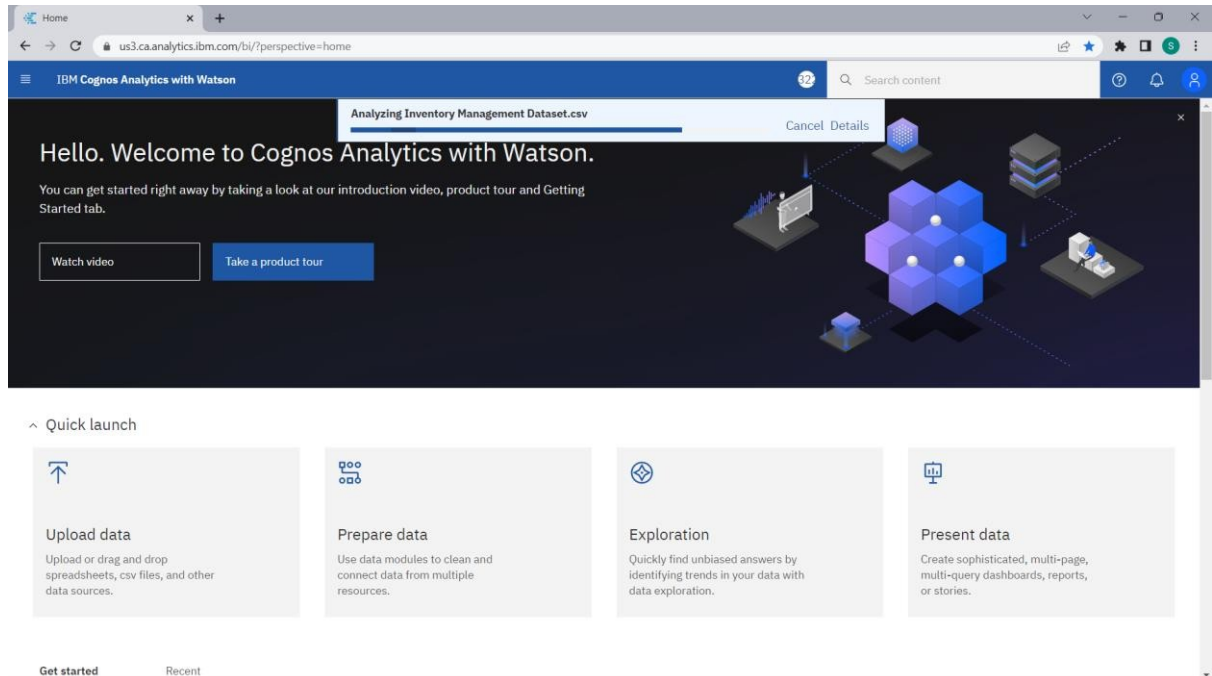 Home
us3.ca.analytics.ibm.com/bi/?perspective=home
S
IBM Cognos Analytics with Watson
32
Search content
Analyzing Inventory Management Dataset.csv
Cancel Details
Hello. Welcome to Cognos Analytics with Watson.
You can get started right away by taking a look at our introduction video, product tour and Getting
Started tab.
Watch video
Take a product tour
Quick launch
Upload data
Upload or drag and drop
spreadsheets, csv files, and other
data sources.
Prepare data
Use data modules to clean and
connect data from multiple
resources.
Exploration
Quickly find unbiased answers by
identifying trends in your data with
data exploration.
Present data
Create sophisticated, multi-page,
multi-query dashboards, reports,
or stories.
Get started
Recent